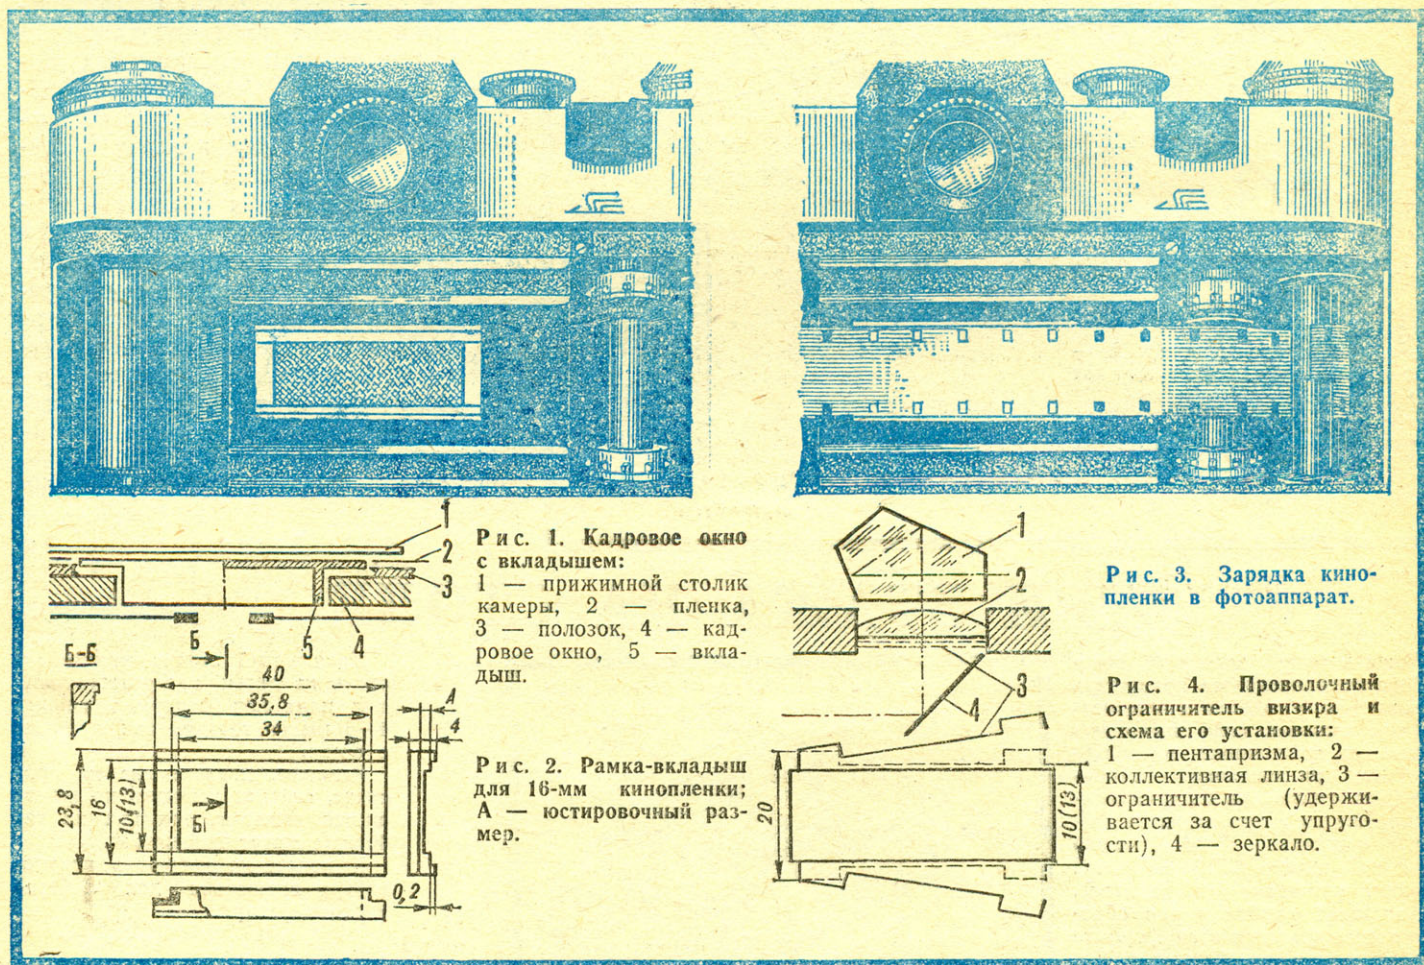 1
2
3
4
5
Рис. 1. Кадровое окно
с вкладышем:
1 — прижимной столик
камеры, 2 — пленка,
3 — полозок, 4 — кад-
ровое окно, 5 — вкла-
дыш.
Б
Б-Б
40
35,8
34
А
4
23,8
16
10(13)
Б
0,2
Рис. 2. Рамка-вкладыш
для 16-мм кинопленки;
А — юстировочный раз-
мер.
1
2
3
4
20
10(13)
Рис. 3. Зарядка кино-
пленки в фотоаппарат.
Рис. 4. Проволочный
ограничитель визкра и
схема его установки:
1 — пентапризма, 2 —
коллективная линза, 3 —
ограничнтель (удержи-
вается за счет упруго-
сти), 4 — зеркало.